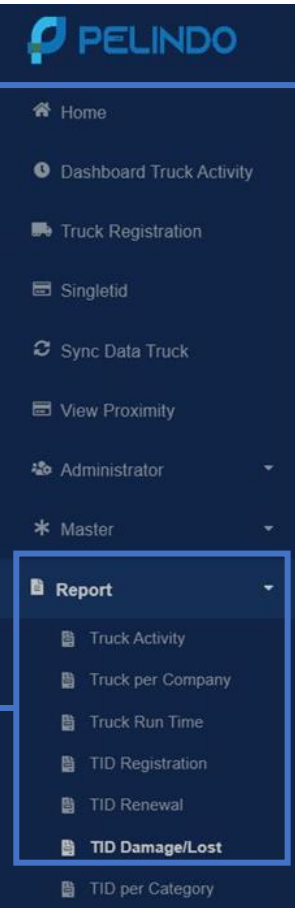 PELINDO
Home
Dashboard Truck Activity
Truck Registration
Singletid
Sync Data Truck
View Proximity
Administrator
Master
Report
Truck Activity
Truck per Company
Truck Run Time
TID Registration
TID Renewal
TID Damage/Lost
TID per Category